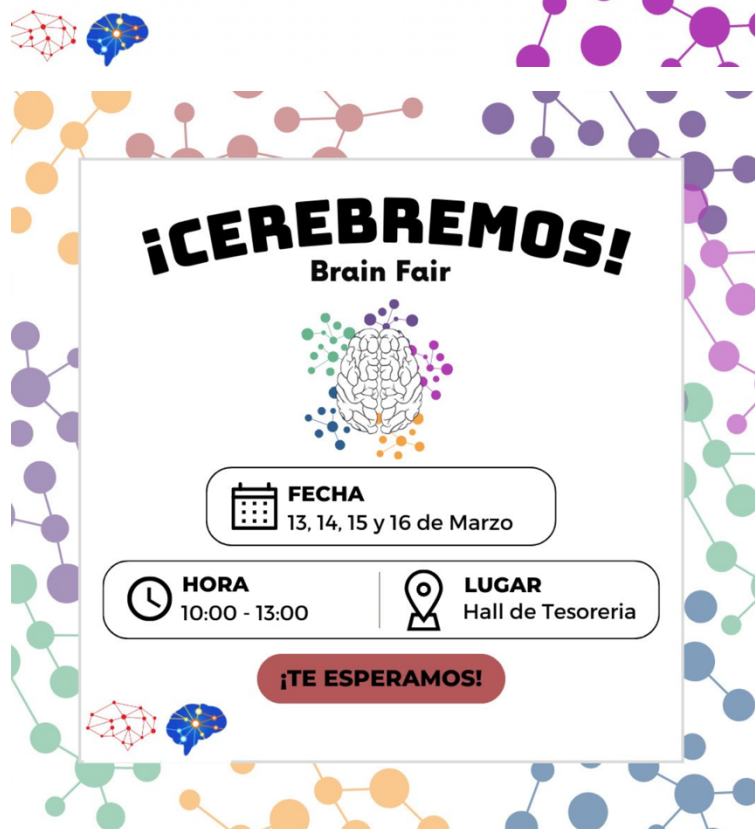 ¡CEREBREMOS!
Brain Fair
FECHA
13, 14, 15 y 16 de Marzo
HORA
10:00 - 13:00
LUGAR
Hall de Tesoreria
¡TE ESPERAMOS!